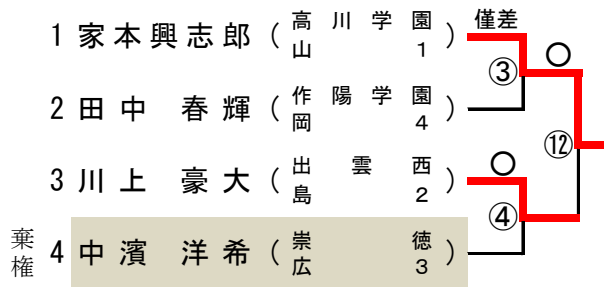 1 家本興志郎 (高川学園 山 1) 僅差
○
③
2 田中 春輝 (作陽学園 岡 4)
⑫
3 川上 豪大 (出雲西 島 2) ○
④
棄権 4 中濱 洋希 (崇徳 広 3)